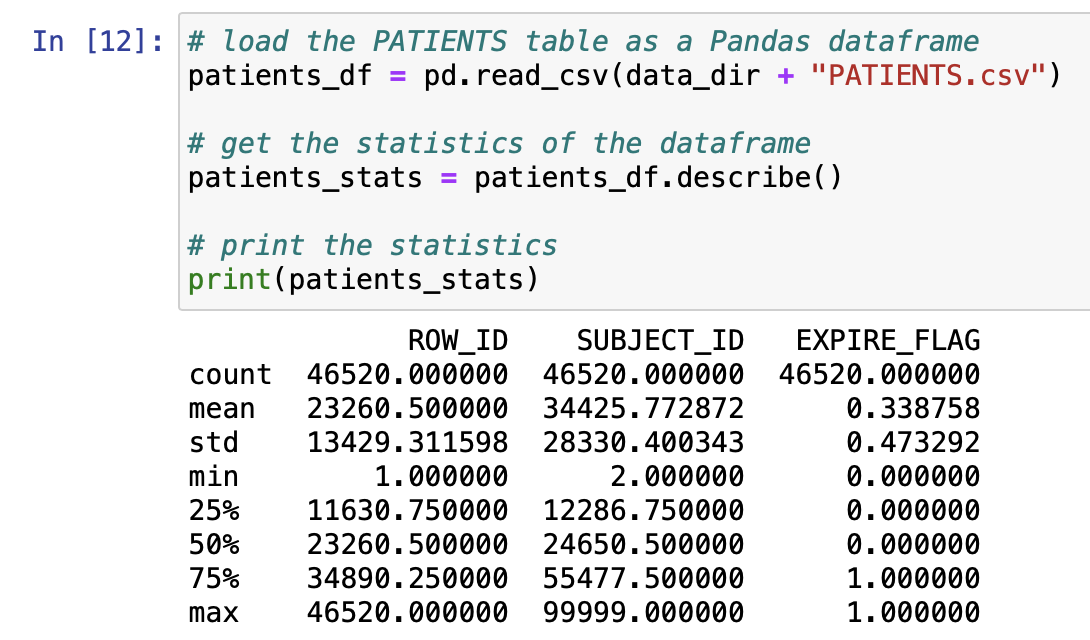 In [12]: # load the PATIENTS table as a Pandas dataframe
patients_df = pd.read_csv(data_dir + "PATIENTS.csv")
# get the statistics of the dataframe
patients_stats = patients_df.describe()
# print the statistics
print(patients_stats)
ROW_ID SUBJECT_ID EXPIRE_FLAG
count 46520.000000 46520.000000 46520.000000
mean 23260.500000 34425.772872 0.338758
std 13429.311598 28330.400343 0.473292
min 1.000000 2.000000 0.000000
25% 11630.750000 12286.750000 0.000000
50% 23260.500000 24650.500000 0.000000
75% 34890.250000 55477.500000 1.000000
max 46520.000000 99999.000000 1.000000